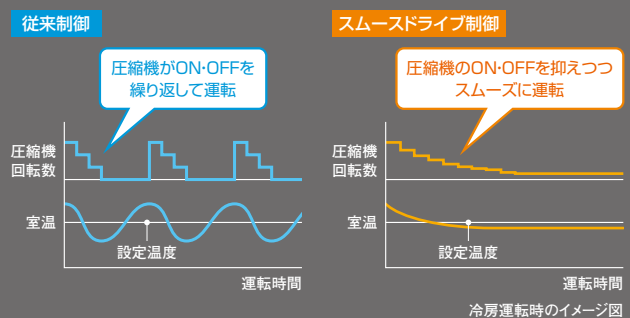 従来制御
圧縮機がON・OFFを
繰り返して運転
圧縮機
回転数
室温
設定温度
運転時間
スムースドライブ制御
圧縮機のON・OFFを抑えつつ
スムーズに運転
圧縮機
回転数
室温
設定温度
運転時間
冷房運転時のイメージ図